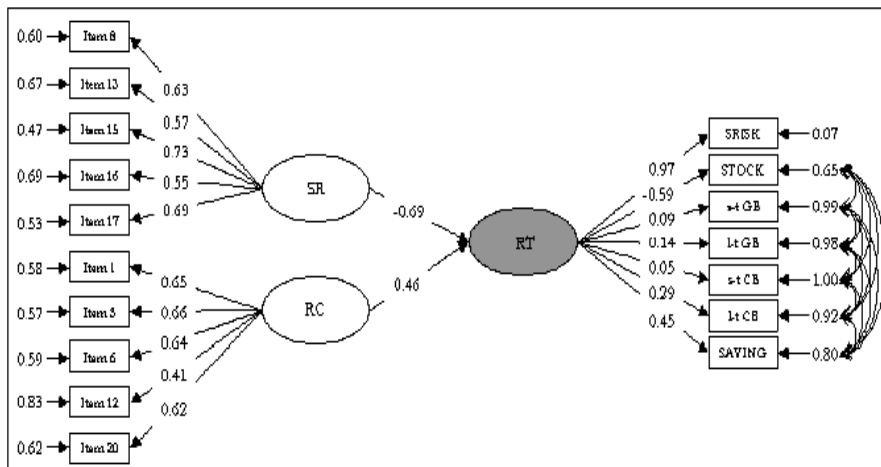 0.60 Item 8
0.63
0.67 Item 13
0.57
0.47 Item 15
0.73
0.69 Item 16
0.55
0.53 Item 17
0.69
SR
-0.69
0.58 Item 1
0.65
0.57 Item 3
0.66
0.59 Item 6
0.64
0.83 Item 12
0.41
0.62 Item 20
0.62
RC
0.46
RT
0.97
SRISK 0.07
-0.59
STOCK 0.65
0.09
s-t GB 0.99
0.14
l-t GB 0.98
0.05
s-t CB 1.00
0.29
l-t CB 0.92
0.45
SAVING 0.80